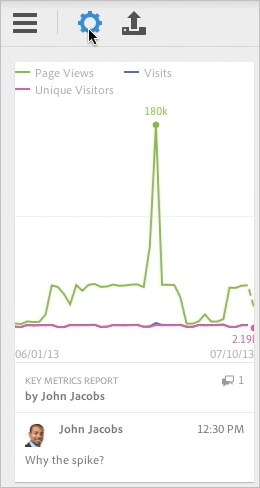 Page Views Visits
Unique Visitors
180k
2.19
06/01/13 07/10/13
KEY METRICS REPORT 1
by John Jacobs
John Jacobs 12:30 PM
Why the spike?